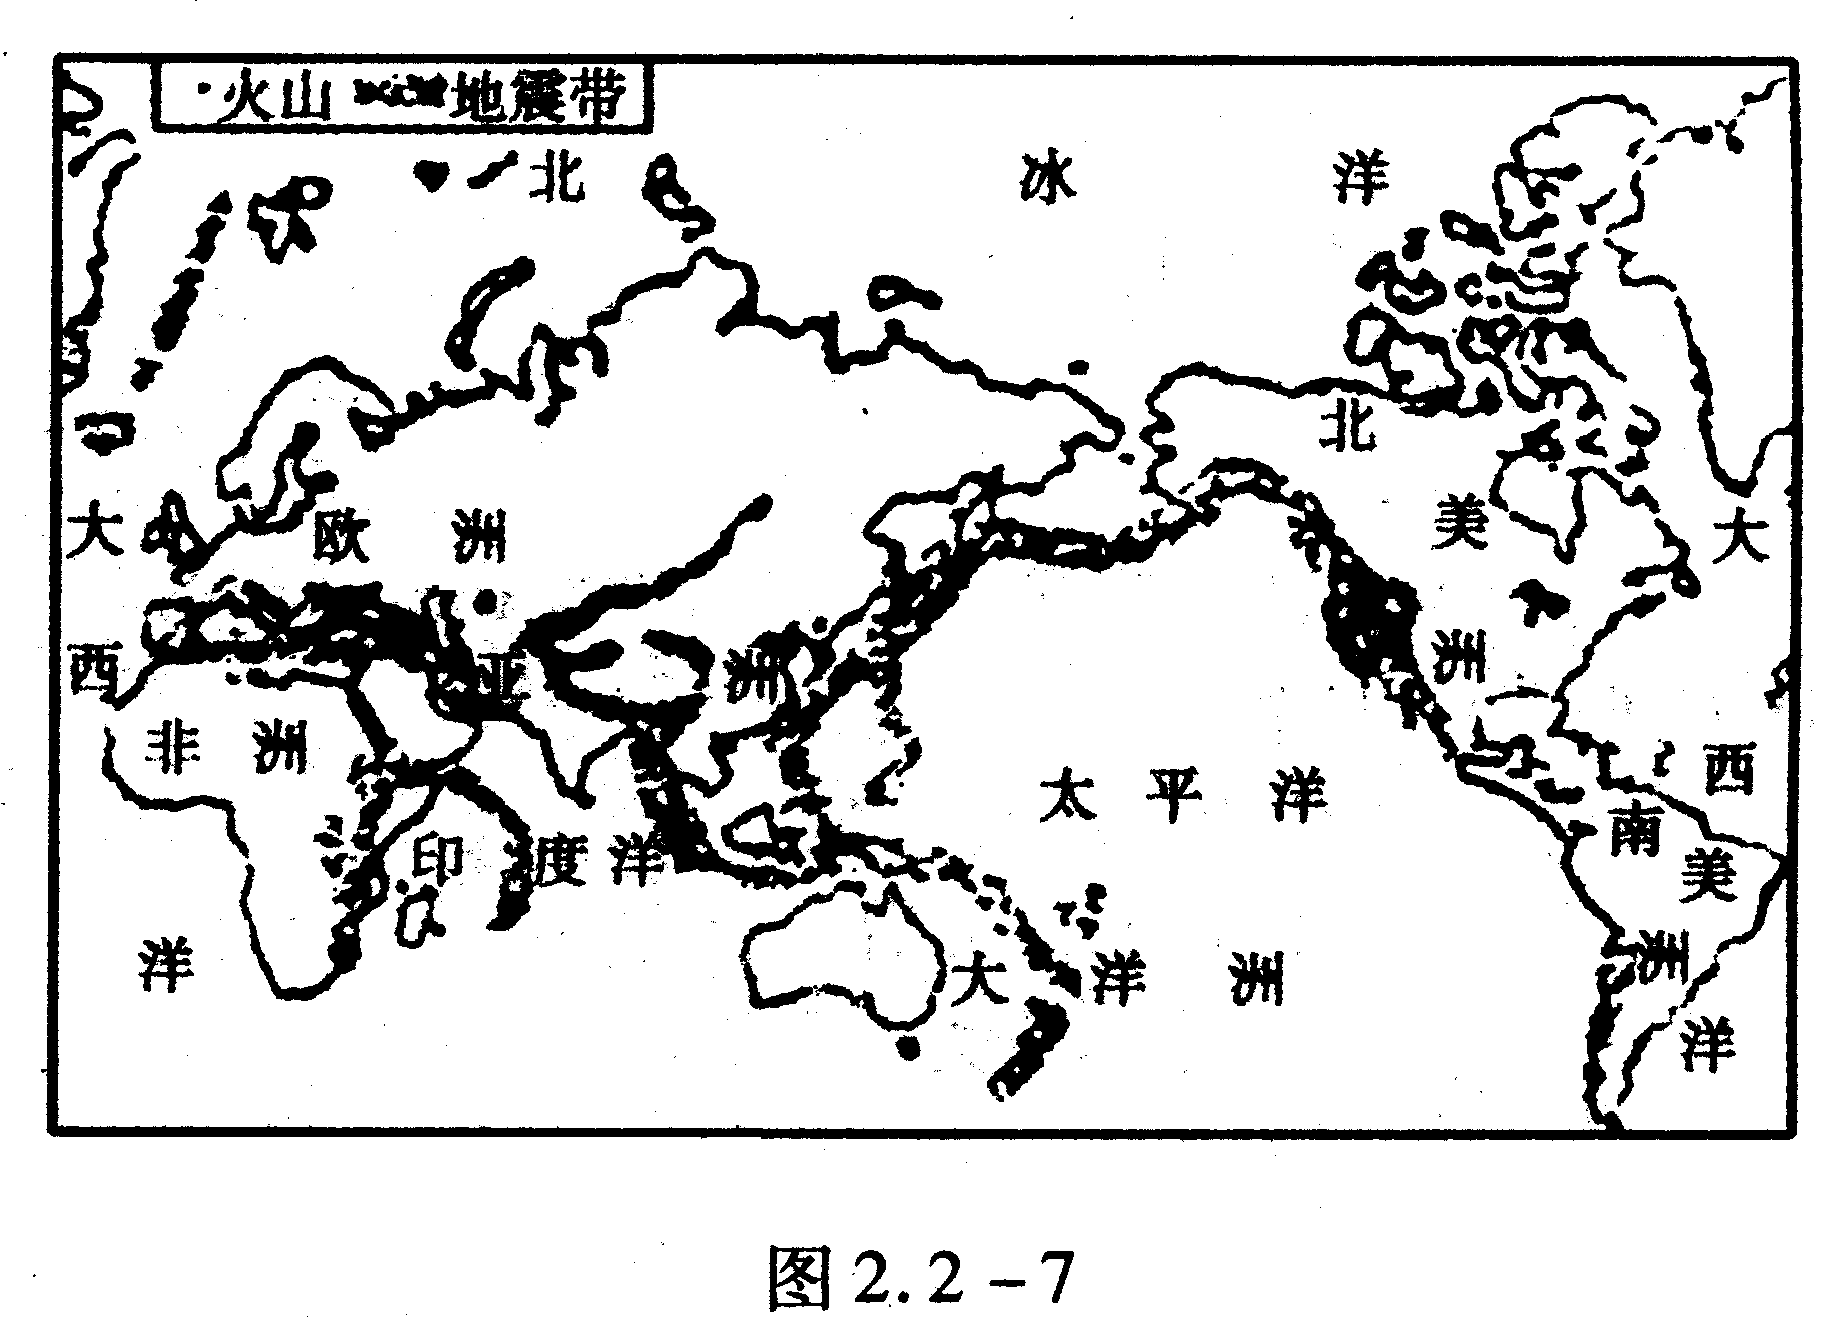 火山 地震带
北 冰 洋
北
大 欧 洲 美 大
西 亚 洲 洲
非 洲 太 平 洋 西
印 度 洋 南
美
洋 大 洋 洲 洲
洋
图 2.2-7